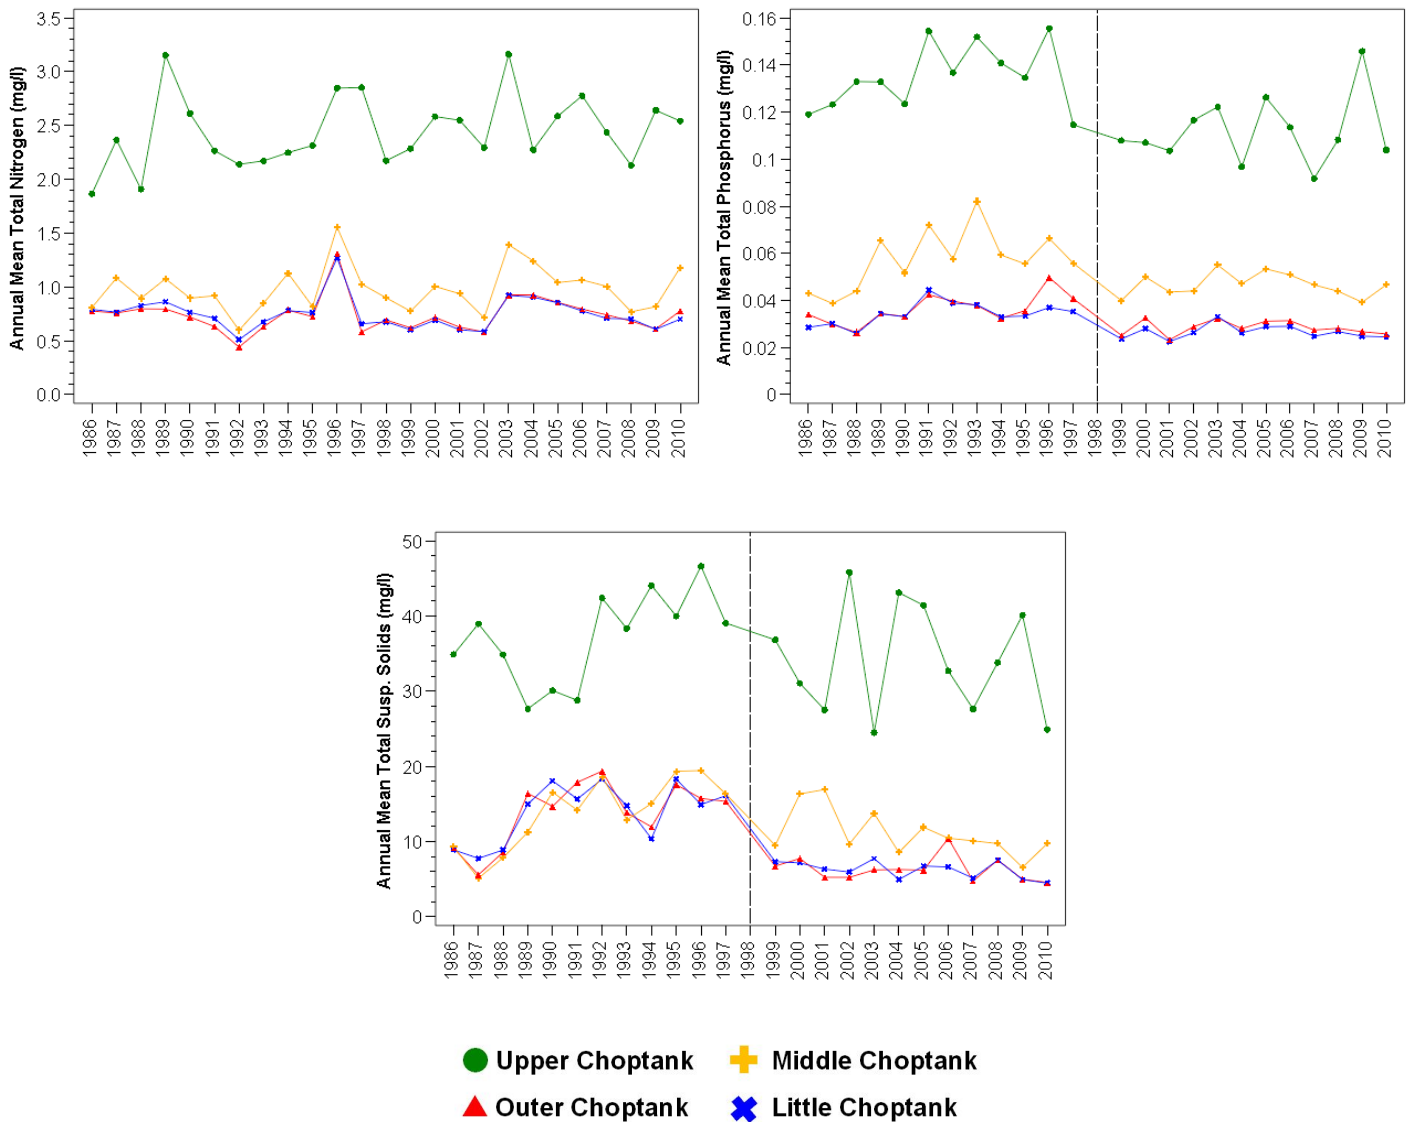 Annual Mean Total Nitrogen (mg/l)
3.5
3.0
2.5
2.0
1.5
1.0
0.5
0.0
1986 1987 1988 1989 1990 1991 1992 1993 1994 1995 1996 1997 1998 1999 2000 2001 2002 2003 2004 2005 2006 2007 2008 2009 2010
Annual Mean Total Phosphorus (mg/l)
0.16
0.14
0.12
0.1
0.08
0.06
0.04
0.02
0
1986 1987 1988 1989 1990 1991 1992 1993 1994 1995 1996 1997 1998 1999 2000 2001 2002 2003 2004 2005 2006 2007 2008 2009 2010
Annual Mean Total Susp. Solids (mg/l)
50
40
30
20
10
0
1986 1987 1988 1989 1990 1991 1992 1993 1994 1995 1996 1997 1998 1999 2000 2001 2002 2003 2004 2005 2006 2007 2008 2009 2010
Upper Choptank Middle Choptank
Outer Choptank Little Choptank